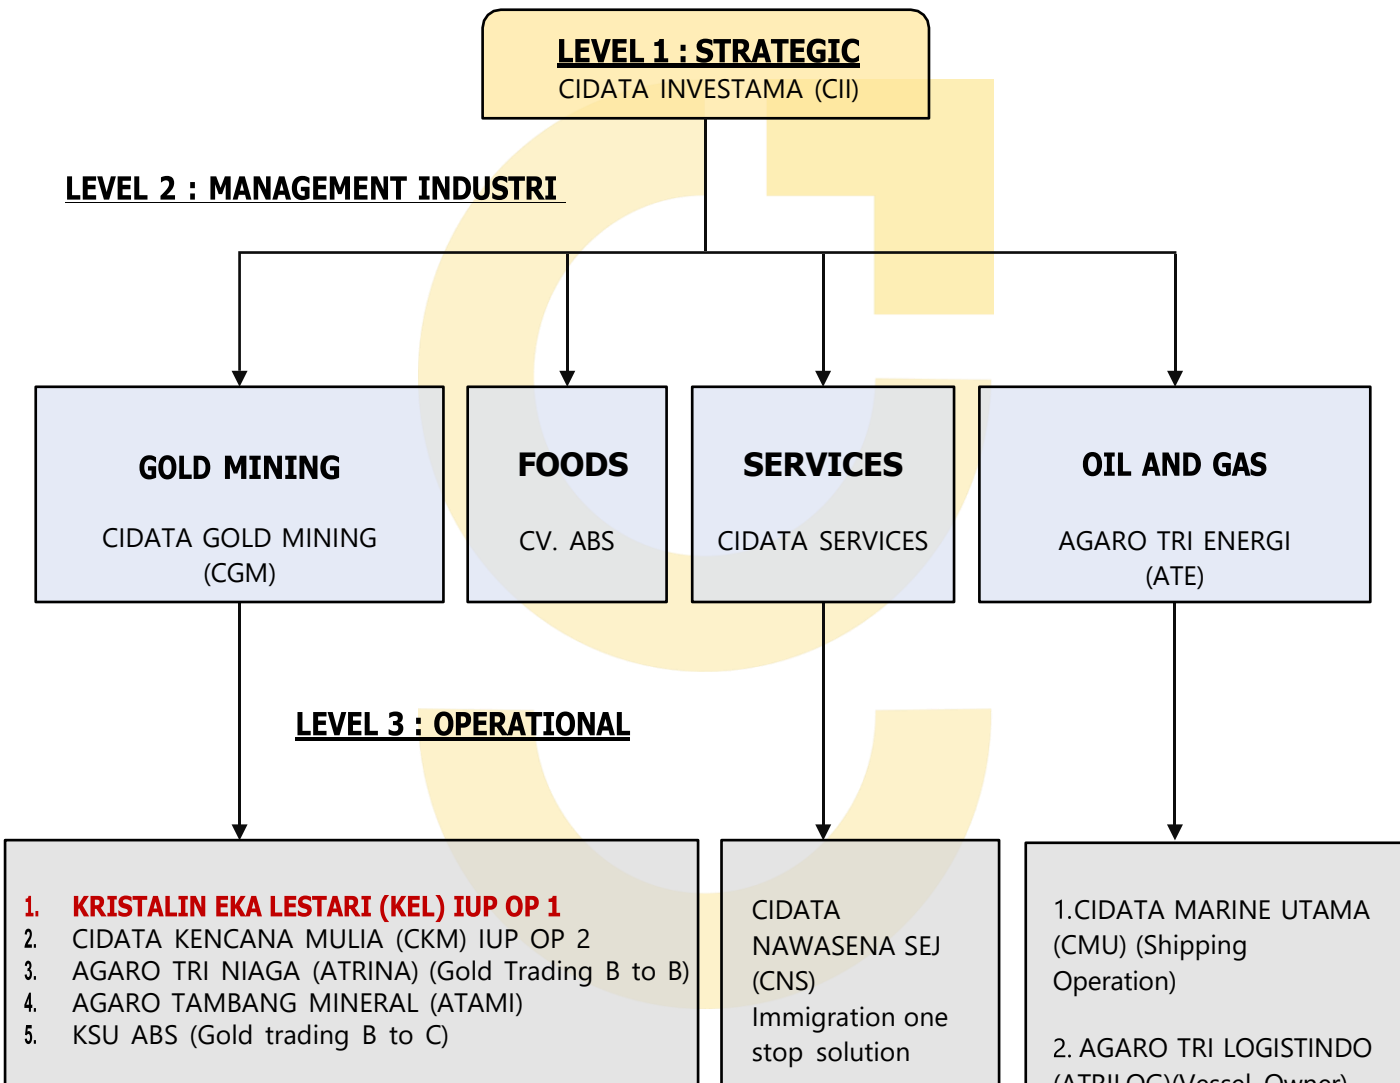 LEVEL 1 : STRATEGIC
CIDATA INVESTAMA (CII)
LEVEL 2 : MANAGEMENT INDUSTRI
GOLD MINING
CIDATA GOLD MINING
(CGM)
FOODS
CV. ABS
SERVICES
CIDATA SERVICES
OIL AND GAS
AGARO TRI ENERGI
(ATE)
LEVEL 3 : OPERATIONAL
1. KRISTALIN EKA LESTARI (KEL) IUP OP 1
2. CIDATA KENCANA MULIA (CKM) IUP OP 2
3. AGARO TRI NIAGA (ATRINA) (Gold Trading B to B)
4. AGARO TAMBANG MINERAL (ATAMI)
5. KSU ABS (Gold trading B to C)
CIDATA
NAWASENA SEJ
(CNS)
Immigration one
stop solution
1.CIDATA MARINE UTAMA
(CMU) (Shipping
Operation)
2. AGARO TRI LOGISTINDO
(ATRILOG)(Vessel Owner)